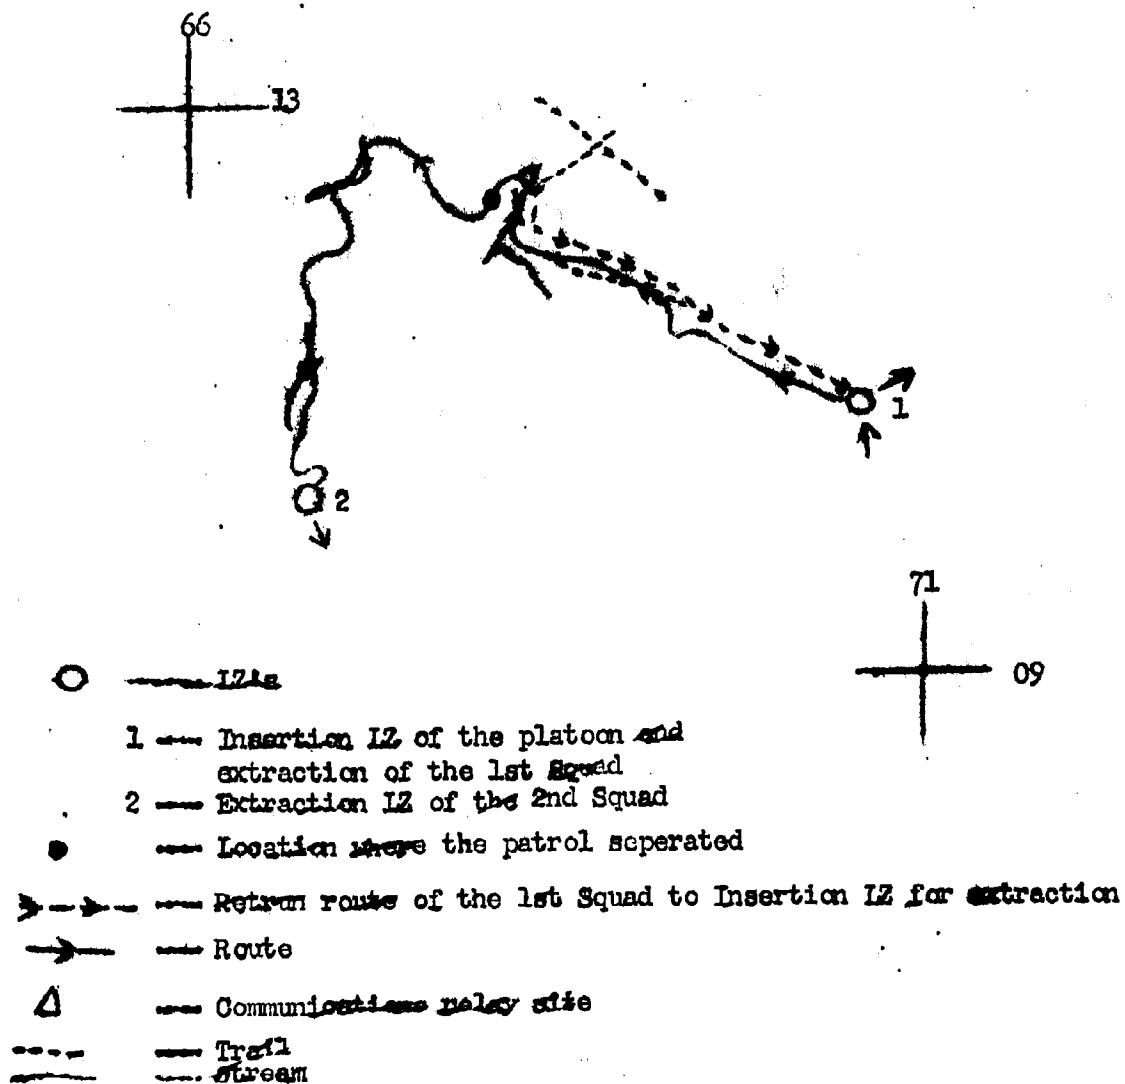 66
13
1
2
71
09
LZ's
1 Insertion LZ of the platoon and
extraction of the 1st Squad
2 Extraction LZ of the 2nd Squad
Location where the patrol seperated
Retrun route of the 1st Squad to Insertion LZ for extraction
Route
Communications relay site
Trail
Stream